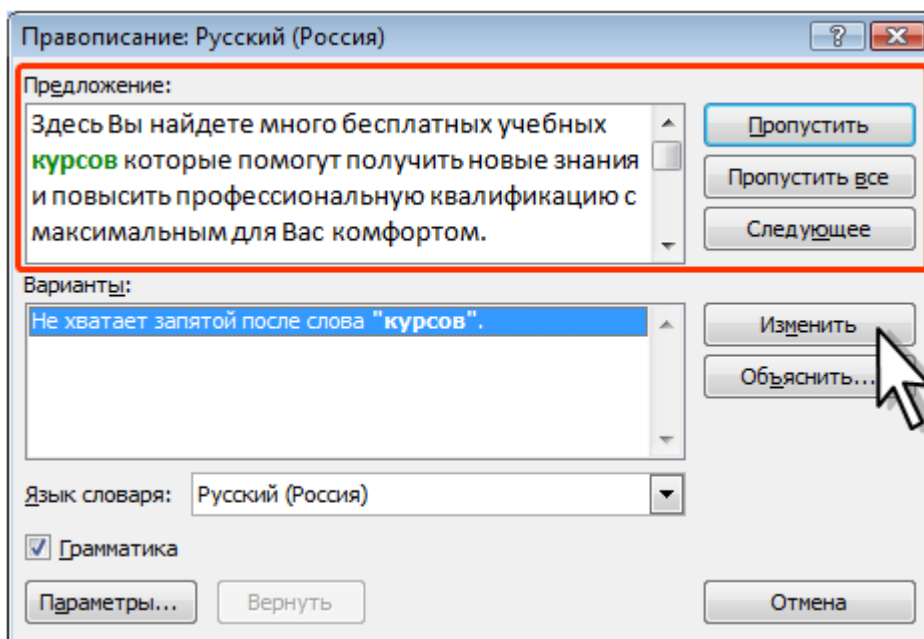 Правописание: Русский (Россия)
Предложение:
Здесь Вы найдете много бесплатных учебных
курсов которые помогут получить новые знания
и повысить профессиональную квалификацию с
максимальным для Вас комфортом.
Пропустить
Пропустить все
Следующее
Варианты:
Не хватает запятой после слова "курсов".
Изменить
Объяснить...
Язык словаря:
Русский (Россия)
Грамматика
Параметры...
Вернуть
Отмена